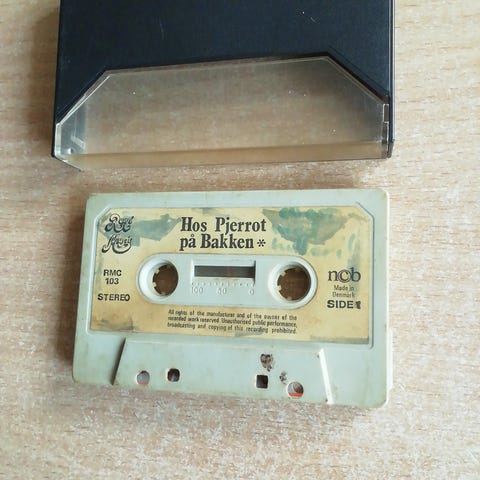 Hos Pjerrot
på Bakken*
RMC
103
STEREO
100 50 0
ncb
Made in
Denmark
SIDE 1
All rights of the manufacturer and of the owner of the
recorded work reserved. Unauthorised public performance,
broadcasting and copying of this recording prohibited.